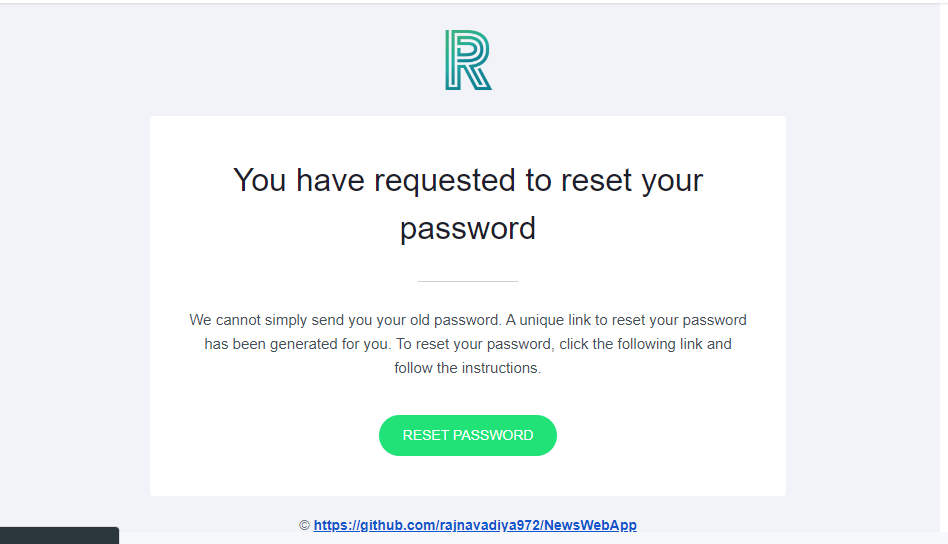 R
You have requested to reset your
password
We cannot simply send you your old password. A unique link to reset your password
has been generated for you. To reset your password, click the following link and
follow the instructions.
RESET PASSWORD
© https://github.com/rajnavadiya972/NewsWebApp